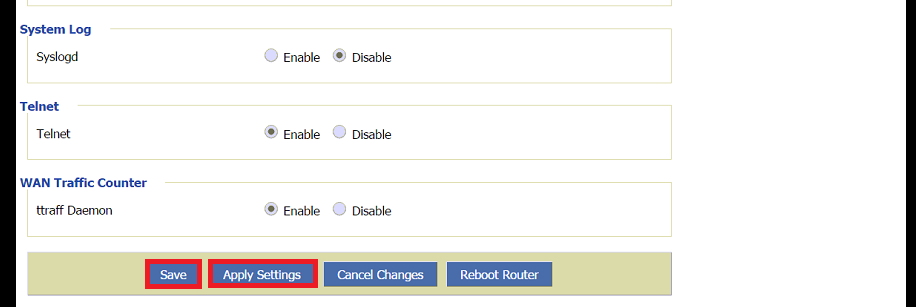 System Log
Syslogd Enable Disable
Telnet
Telnet Enable Disable
WAN Traffic Counter
ttraff Daemon Enable Disable
Save Apply Settings Cancel Changes Reboot Router